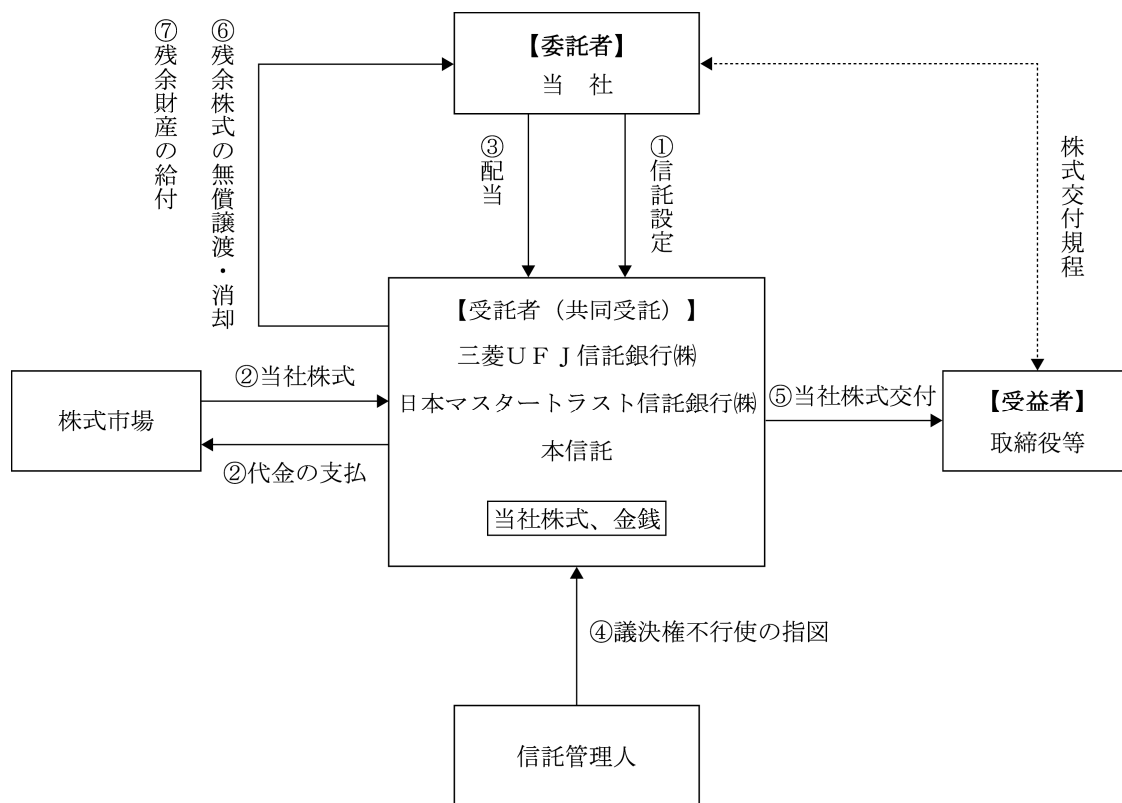 ⑦残余財産の給付
⑥残余株式の無償譲渡・消却
【委託者】
当　社
③配当
①信託設定
株式交付規程
【受託者（共同受託）】
三菱ＵＦＪ信託銀行㈱
日本マスタートラスト信託銀行㈱
本信託
当社株式、金銭
株式市場
②当社株式
②代金の支払
⑤当社株式交付
【受益者】
取締役等
④議決権不行使の指図
信託管理人